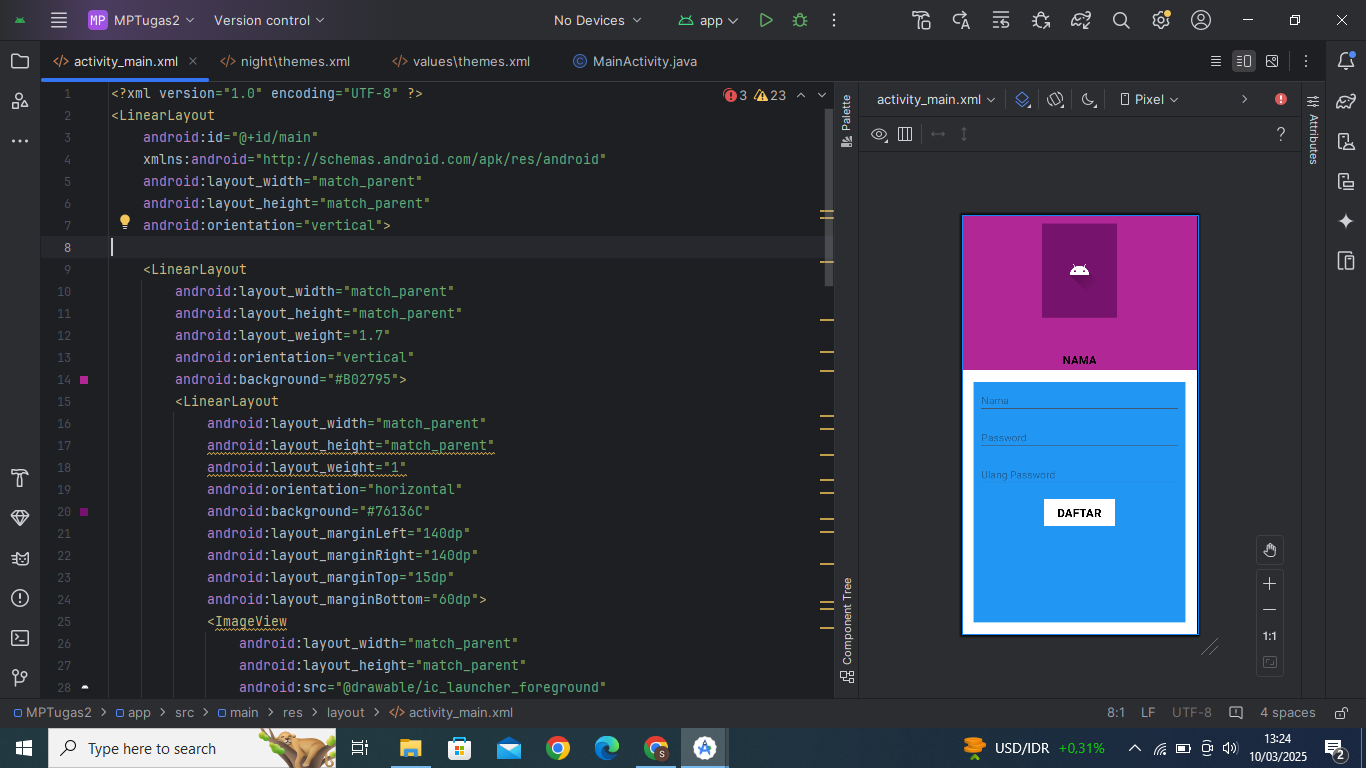 MP MPTugas2 Version control No Devices app
activity_main.xml night\themes.xml values\themes.xml MainActivity.java
1 <?xml version="1.0" encoding="UTF-8" ?> 3 23
2 <LinearLayout
3 android:id="@+id/main"
4 xmlns:android="http://schemas.android.com/apk/res/android"
5 android:layout_width="match_parent"
6 android:layout_height="match_parent"
7 android:orientation="vertical">
8
9 <LinearLayout
10 android:layout_width="match_parent"
11 android:layout_height="match_parent"
12 android:layout_weight="1.7"
13 android:orientation="vertical"
14 android:background="#B02795">
15 <LinearLayout
16 android:layout_width="match_parent"
17 android:layout_height="match_parent"
18 android:layout_weight="1"
19 android:orientation="horizontal"
20 android:background="#76136C"
21 android:layout_marginLeft="140dp"
22 android:layout_marginRight="140dp"
23 android:layout_marginTop="15dp"
24 android:layout_marginBottom="60dp">
25 <ImageView
26 android:layout_width="match_parent"
27 android:layout_height="match_parent"
28 android:src="@drawable/ic_launcher_foreground"
Palette
Component Tree
activity_main.xml Pixel
?
Attributes
NAMA
Nama
Password
Ulang Password
DAFTAR
1:1
MPTugas2 > app > src > main > res > layout > activity_main.xml 8:1 LF UTF-8 4 spaces
Type here to search
S
USD/IDR +0,31%
13:24
10/03/2025
2